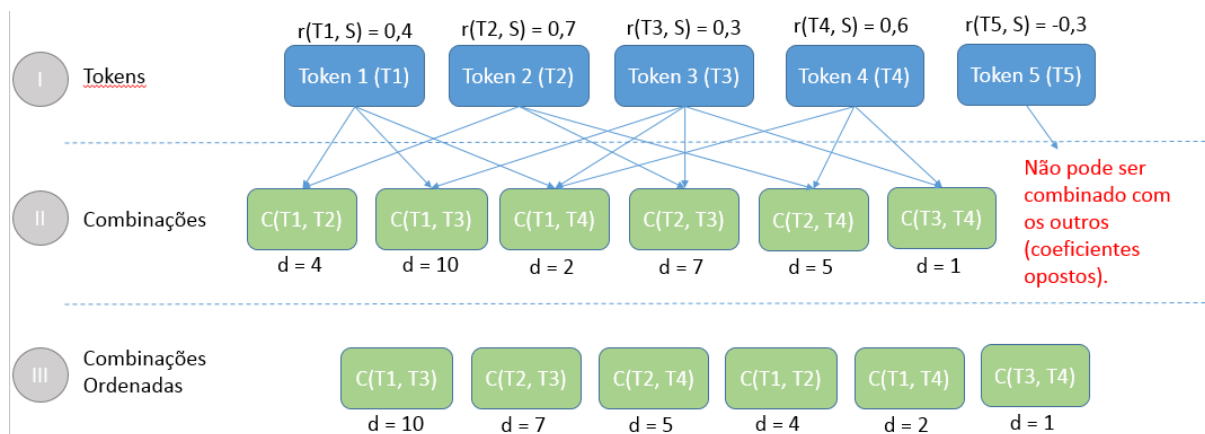 r(T1, S) = 0,4 r(T2, S) = 0,7 r(T3, S) = 0,3 r(T4, S) = 0,6 r(T5, S) = -0,3
I Tokens Token 1 (T1) Token 2 (T2) Token 3 (T3) Token 4 (T4) Token 5 (T5)
II Combinações C(T1, T2) C(T1, T3) C(T1, T4) C(T2, T3) C(T2, T4) C(T3, T4)
d = 4 d = 10 d = 2 d = 7 d = 5 d = 1
Não pode ser
combinado com
os outros
(coeficientes
opostos).
III Combinações
Ordenadas
C(T1, T3) C(T2, T3) C(T2, T4) C(T1, T2) C(T1, T4) C(T3, T4)
d = 10 d = 7 d = 5 d = 4 d = 2 d = 1